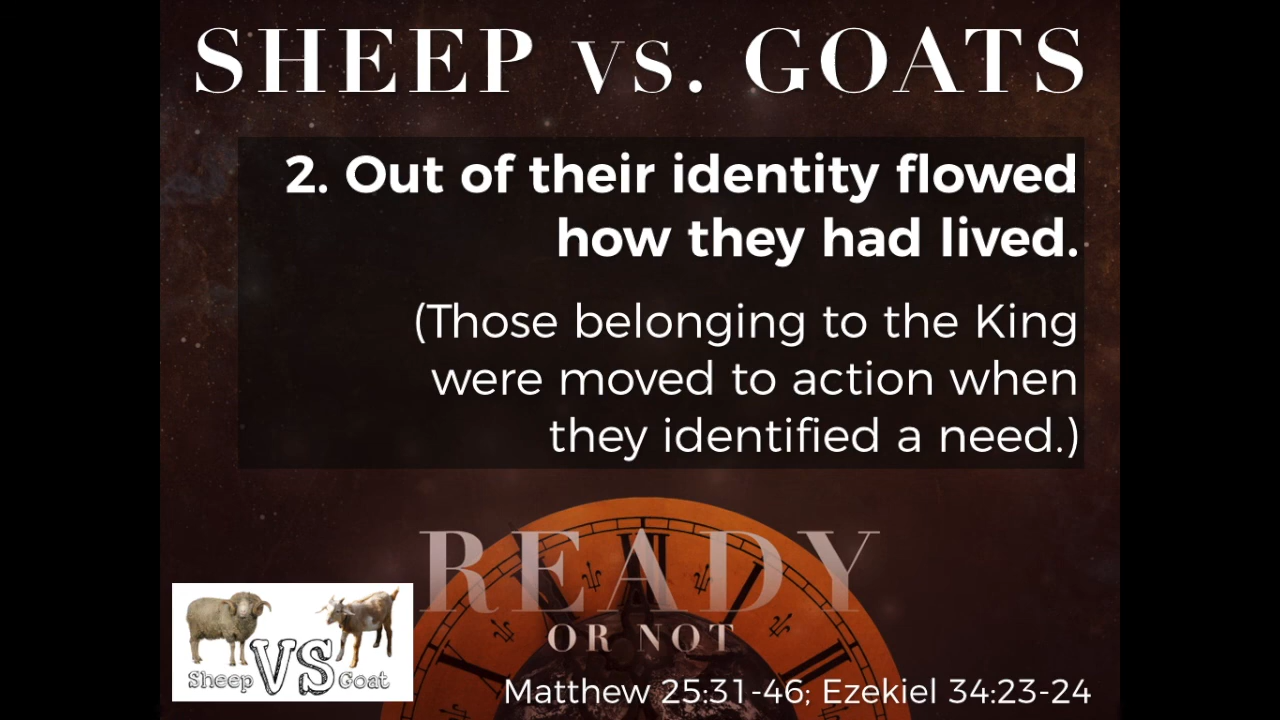 SHEEP VS. GOATS
2. Out of their identity flowed
how they had lived.
(Those belonging to the King
were moved to action when
they identified a need.)
READY
OR NOT
Sheep VS Goat
Matthew 25:31-46; Ezekiel 34:23-24